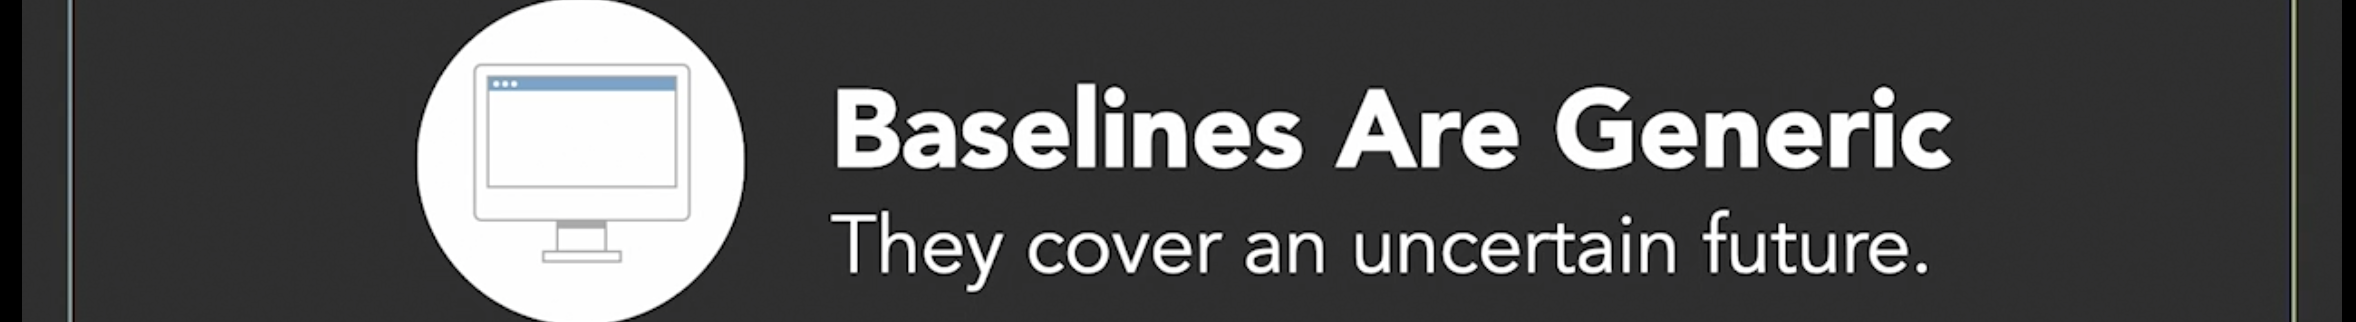 Baselines Are Generic
They cover an uncertain future.